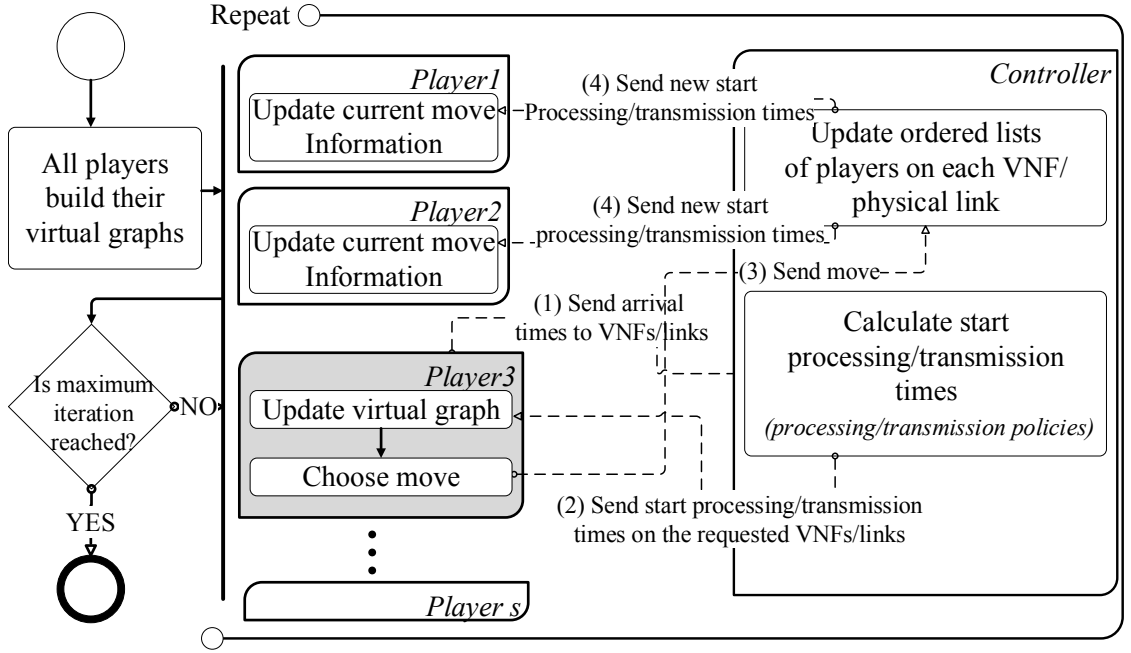 Repeat
All players
build their
virtual graphs
Is maximum
iteration
reached?
NO
YES
Player1
Update current move
Information
Player2
Update current move
Information
Player3
Update virtual graph
Choose move
Player s
(4) Send new start
Processing/transmission times
(4) Send new start
processing/transmission times
(3) Send move
(1) Send arrival
times to VNFs/links
(2) Send start processing/transmission
times on the requested VNFs/links
Controller
Update ordered lists
of players on each VNF/
physical link
Calculate start
processing/transmission
times
(processing/transmission policies)